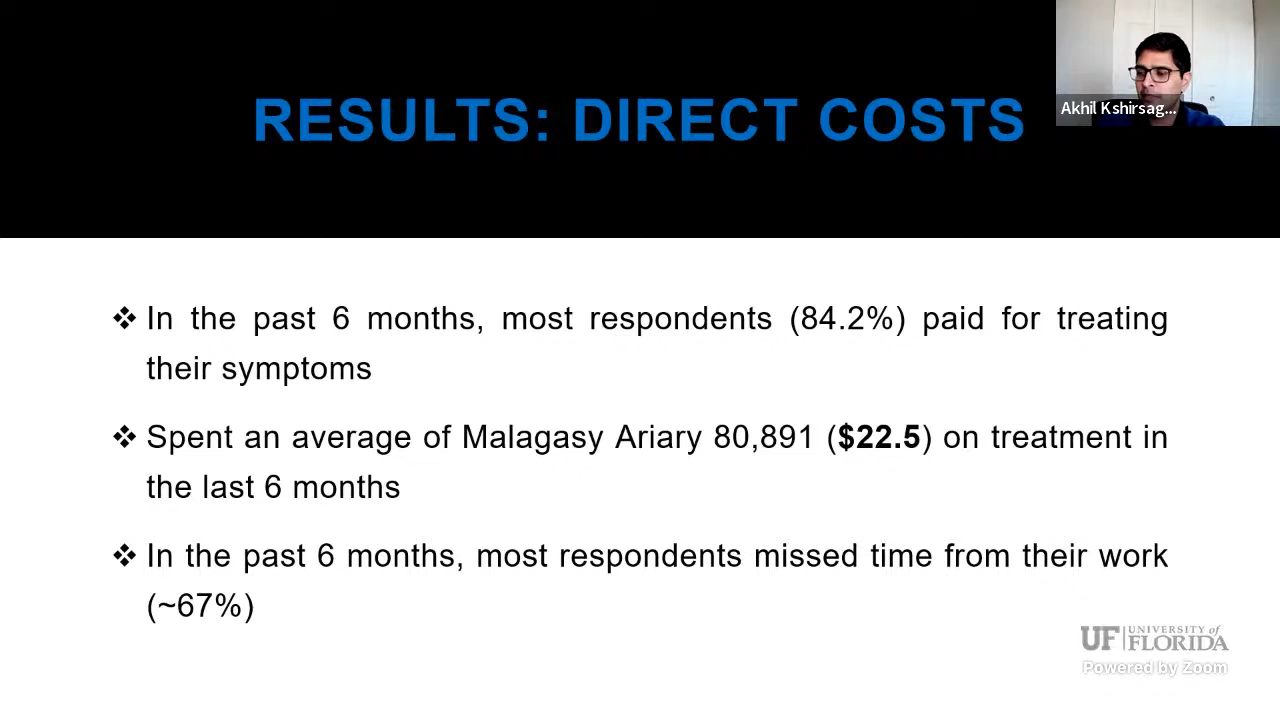 RESULTS: DIRECT COSTS
Akhil Kshirsag...
❖ In the past 6 months, most respondents (84.2%) paid for treating
their symptoms
❖ Spent an average of Malagasy Ariary 80,891 ($22.5) on treatment in
the last 6 months
❖ In the past 6 months, most respondents missed time from their work
(~67%)
UF UNIVERSITY of
FLORIDA
Powered by Zoom